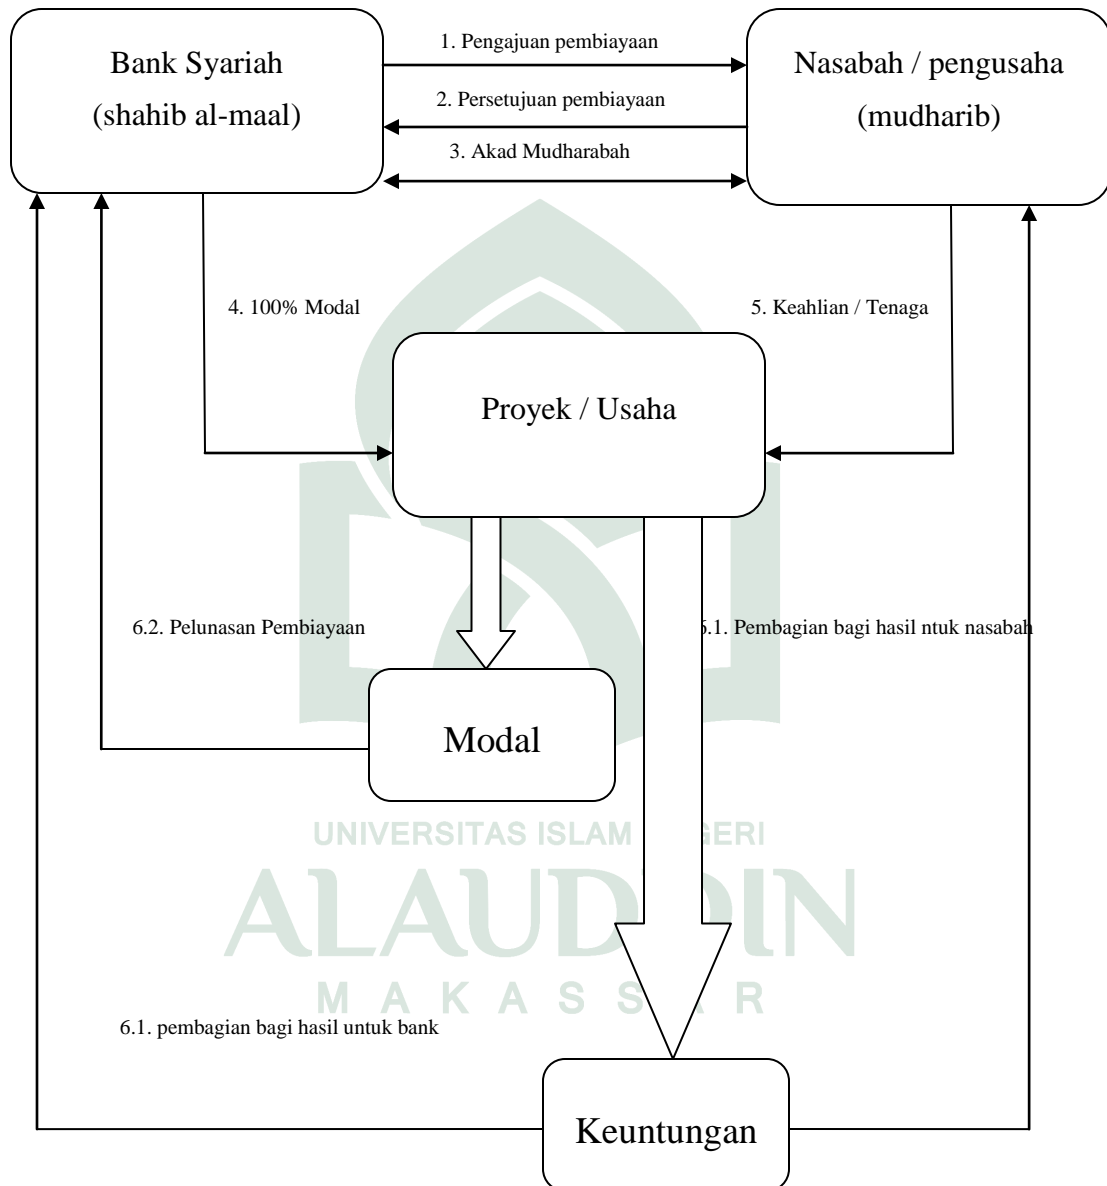 1. Pengajuan pembiayaan
Bank Syariah
(shahib al-maal)
Nasabah / pengusaha
(mudharib)
2. Persetujuan pembiayaan
3. Akad Mudharabah
4. 100% Modal
5. Keahlian / Tenaga
Proyek / Usaha
6.2. Pelunasan Pembiayaan
6.1. Pembagian bagi hasil ntuk nasabah
Modal
UNIVERSITAS ISLAM
ALAUDDIN
MAKASSAR
6.1. pembagian bagi hasil untuk bank
Keuntungan